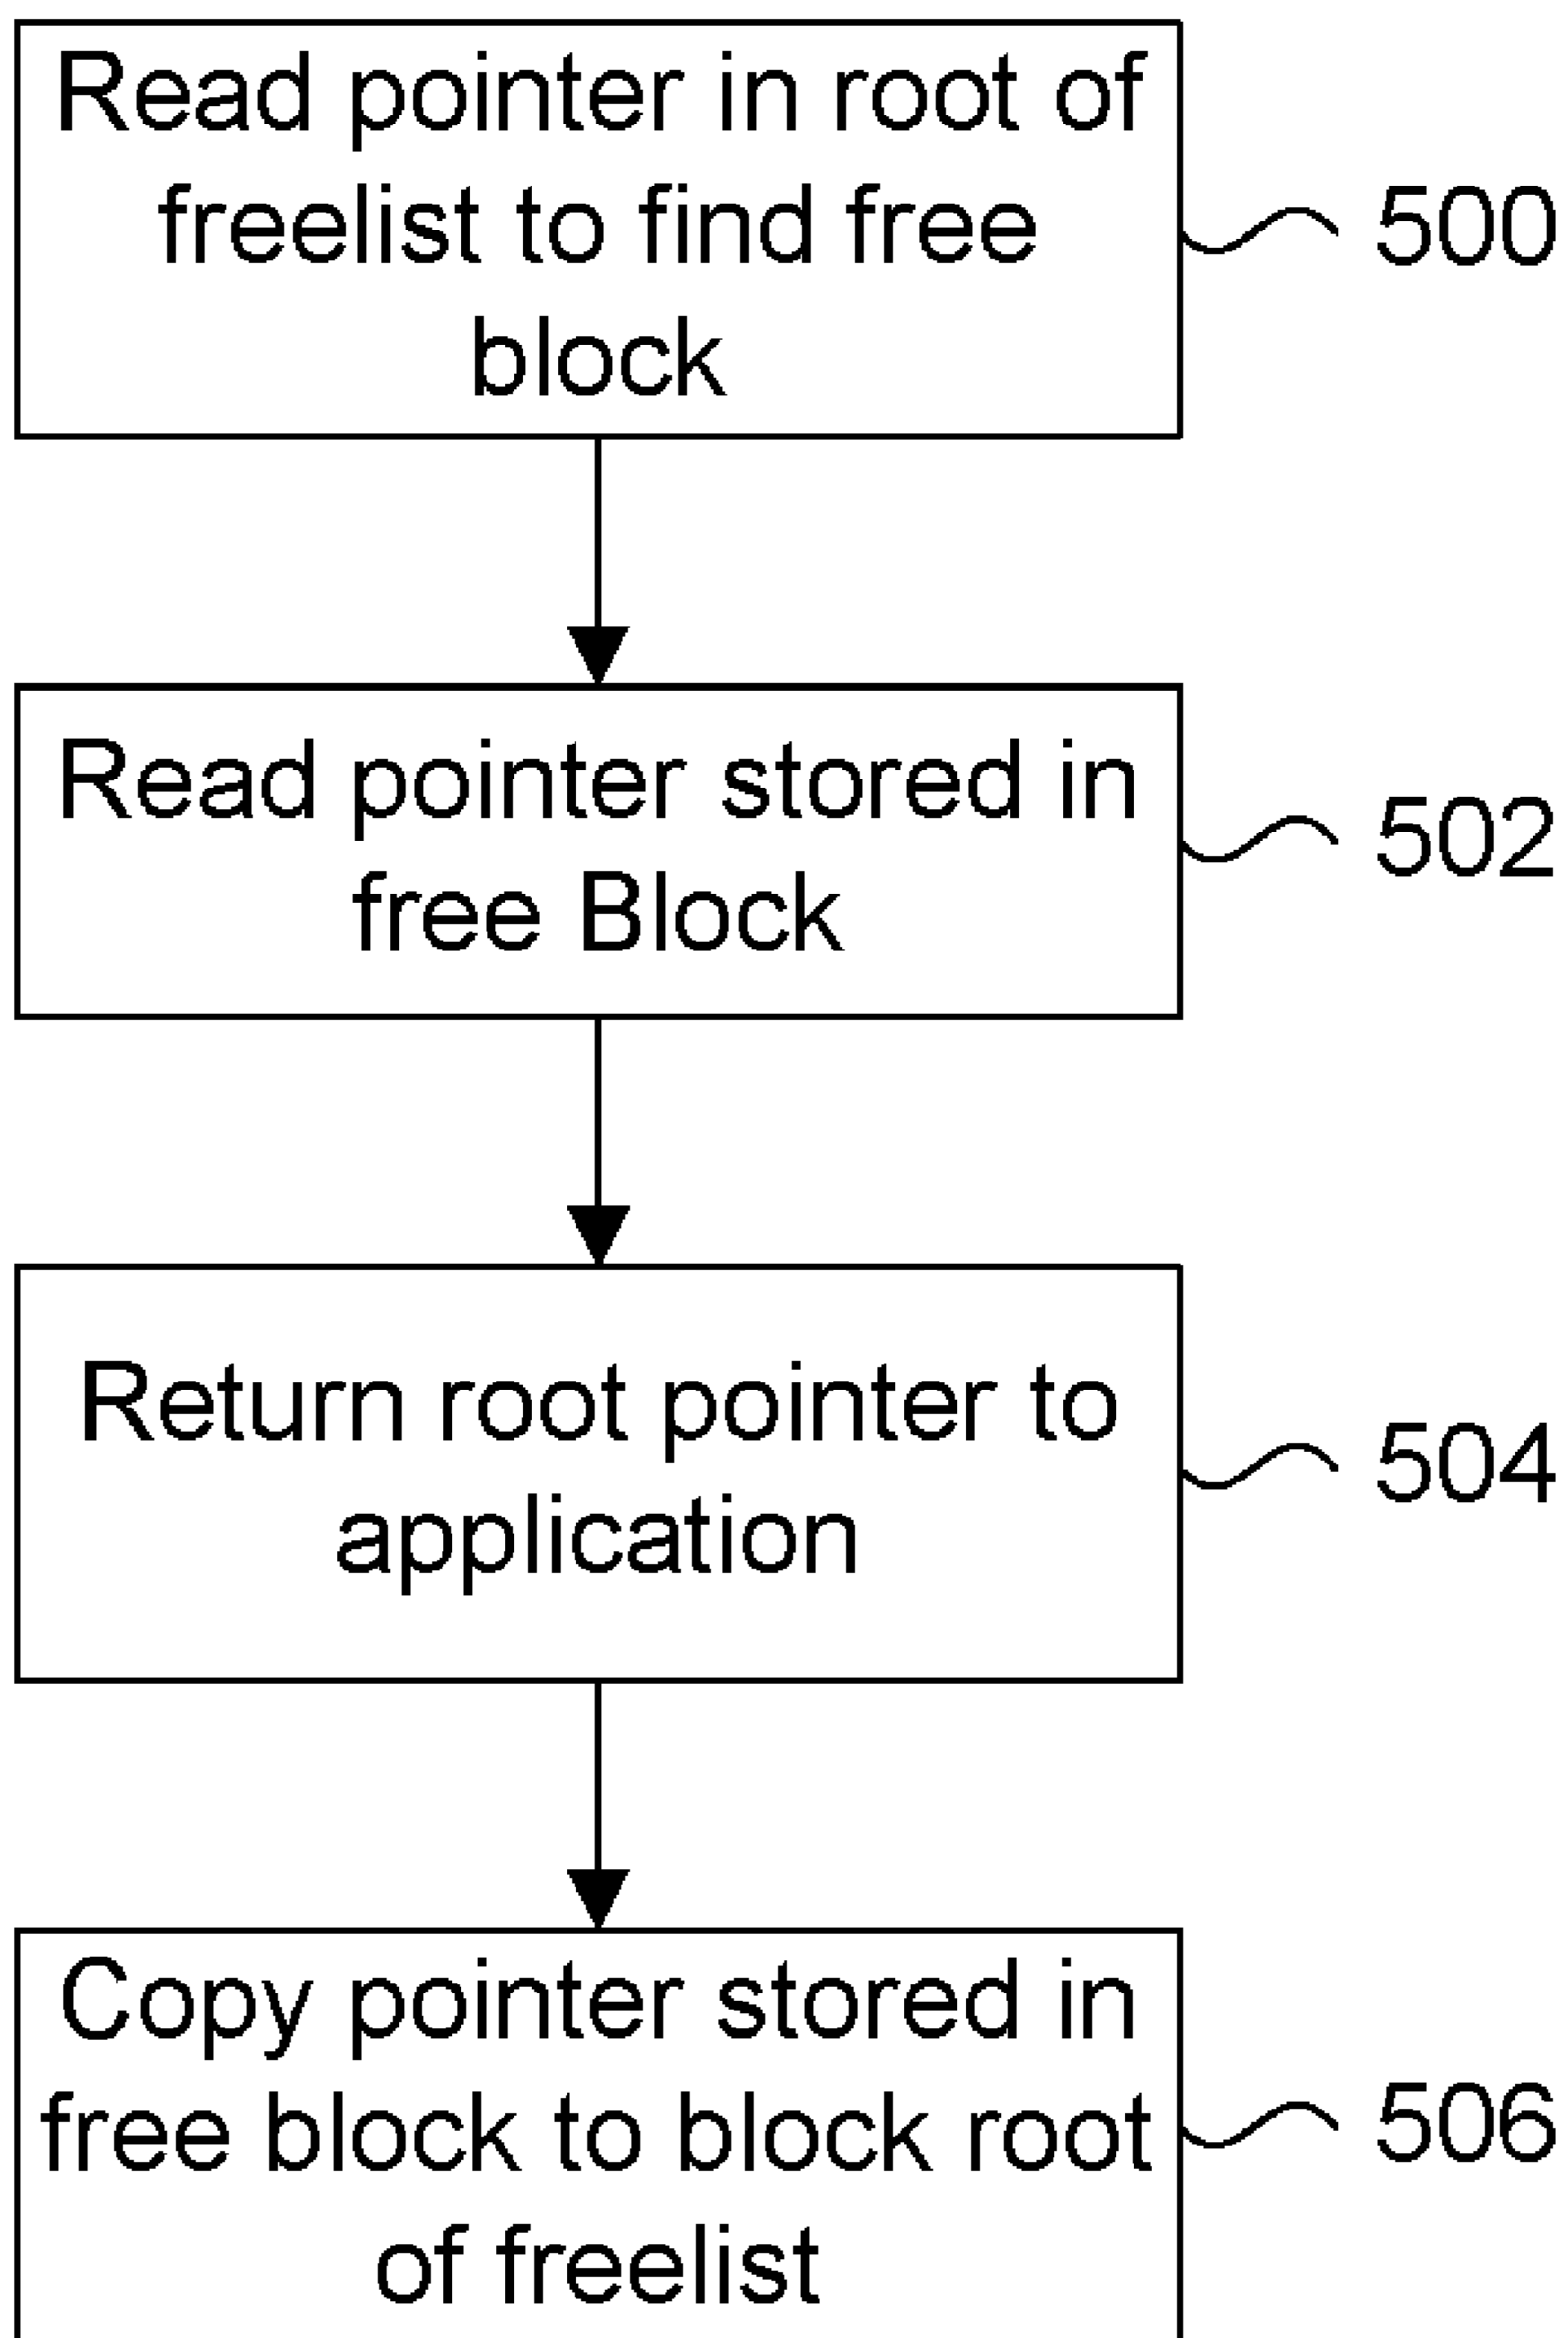 Read pointer in root of
freelist to find free
block
500
Read pointer stored in
free Block
502
Return root pointer to
application
504
Copy pointer stored in
free block to block root
of freelist
506